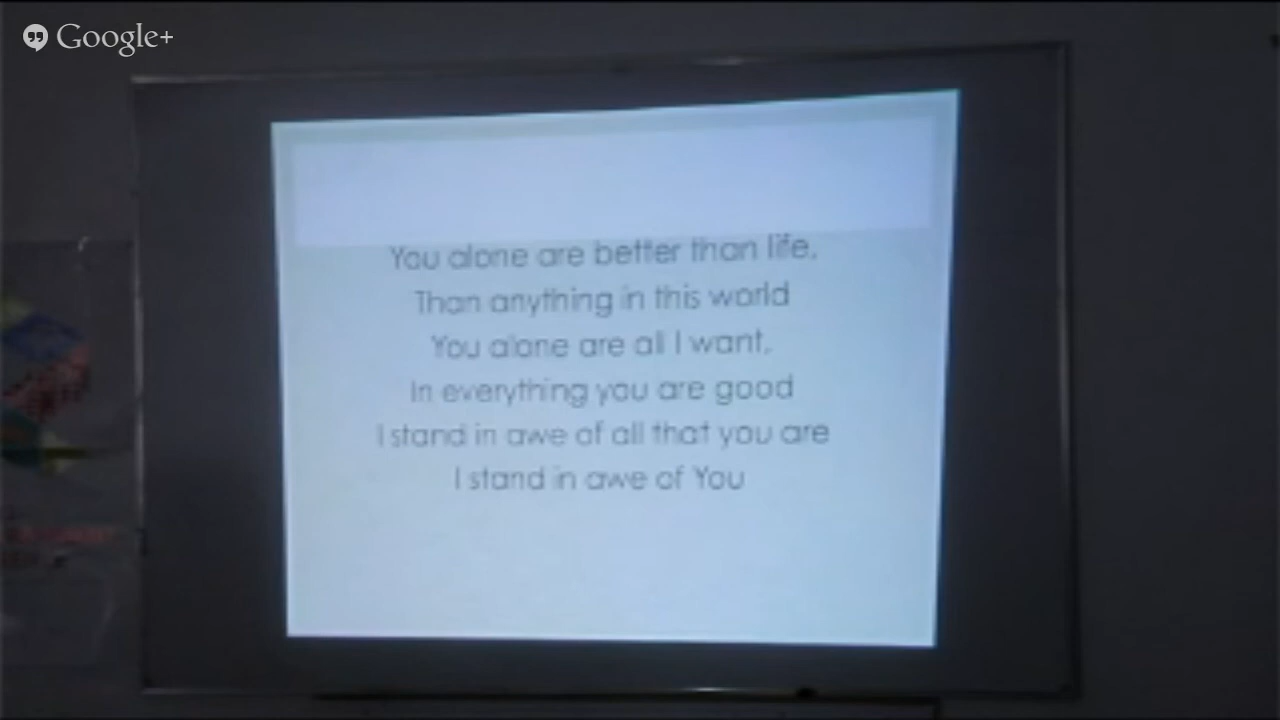 Google+
You alone are better than life,
Than anything in this world
You alone are all I want,
In everything you are good
I stand in awe of all that you are
I stand in awe of You